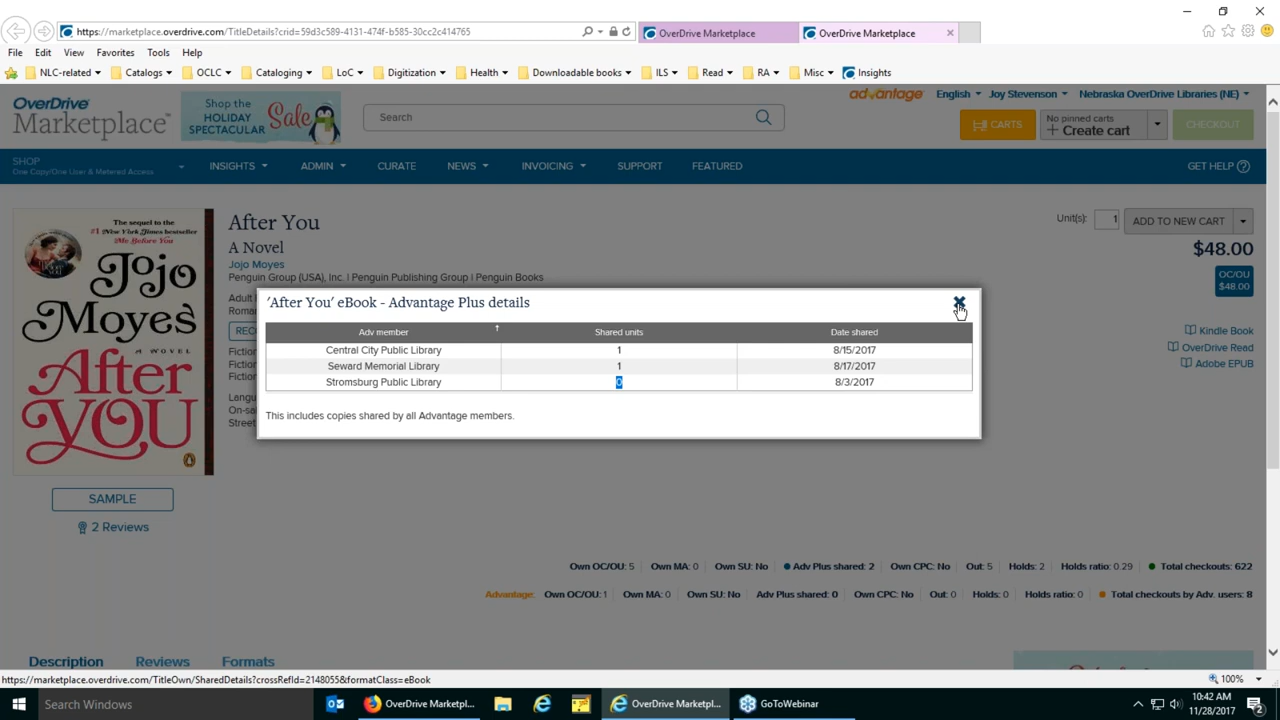 https://marketplace.overdrive.com/TitleDetails?crid=59d3c589-4131-474f-b585-30cc2c414765
OverDrive Marketplace
OverDrive Marketplace
File Edit View Favorites Tools Help
NLC-related Catalogs OCLC Cataloging LoC Digitization Health Downloadable books ILS Read RA Misc Insights
OverDrive
Marketplace
Shop the
HOLIDAY
SPECTACULAR
Sale
Search
advantage English Joy Stevenson Nebraska OverDrive Libraries (NE)
CARTS
No pinned carts
+ Create cart
CHECKOUT
SHOP
One Copy/One User & Metered Access
INSIGHTS ADMIN CURATE NEWS INVOICING SUPPORT FEATURED GET HELP ?
The sequel to the
#1 New York Times bestseller
Me Before You
JoJo
Moyes
A NOVEL
After
YOU
After You
A Novel
Jojo Moyes
Penguin Group (USA), Inc. | Penguin Publishing Group | Penguin Books
Unit(s): 1 ADD TO NEW CART
$48.00
OC/OU
$48.00
Kindle Book
OverDrive Read
Adobe EPUB
Adult
Roman
REC
Fiction
Fiction
Fiction
Langu
On-sa
Street
'After You' eBook - Advantage Plus details
Adv member Shared units Date shared
Central City Public Library 1 8/15/2017
Seward Memorial Library 1 8/17/2017
Stromsburg Public Library 0 8/3/2017
This includes copies shared by all Advantage members.
SAMPLE
2 Reviews
Own OC/OU: 5 Own MA: 0 Own SU: No Adv Plus shared: 2 Own CPC: No Out: 5 Holds: 2 Holds ratio: 0.29 Total checkouts: 622
Advantage: Own OC/OU: 1 Own MA: 0 Own SU: No Adv Plus shared: 0 Own CPC: No Out: 0 Holds: 0 Holds ratio: 0 Total checkouts by Adv. users: 8
Description Reviews Formats
https://marketplace.overdrive.com/TitleOwn/SharedDetails?crossRefId=2148055&formatClass=eBook
100%
Search Windows
OverDrive Marketpl...
OverDrive Marketpl...
GoToWebinar
10:42 AM
11/28/2017
2